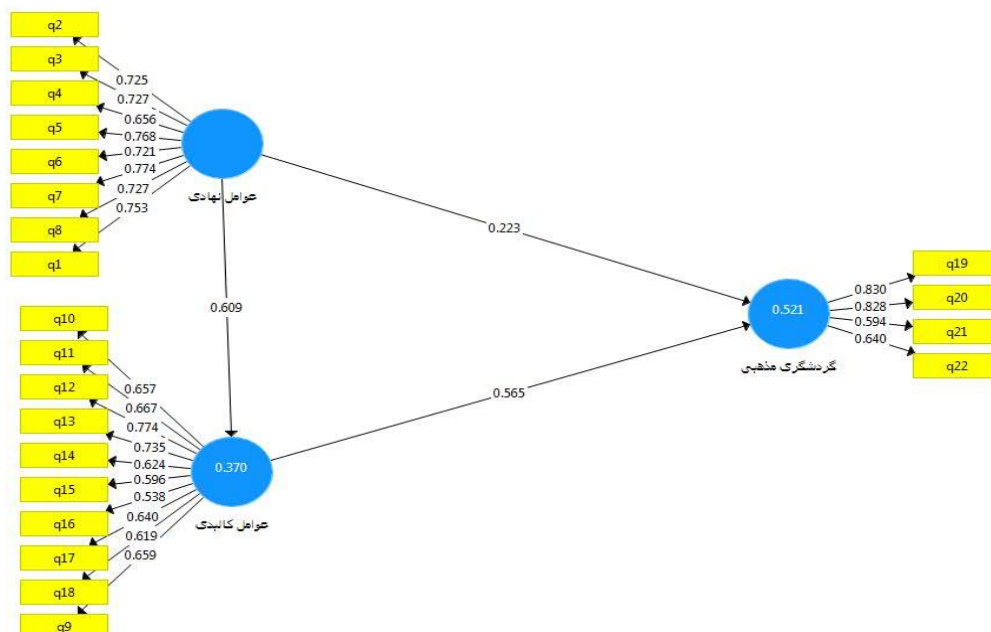 q2
q3
q4
q5
q6
q7
q8
q1
0.725
0.727
0.656
0.768
0.721
0.774
0.727
0.753
عوامل نهادی
0.223
0.609
q10
q11
q12
q13
q14
q15
q16
q17
q18
q9
0.657
0.667
0.774
0.735
0.624
0.596
0.538
0.640
0.619
0.659
0.370
عوامل کالبدی
0.565
0.521
گردشگری مذهبی
0.830
0.828
0.594
0.640
q19
q20
q21
q22